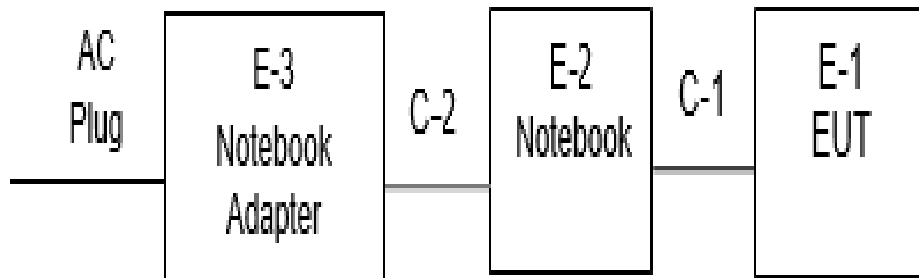 AC
Plug
E-3
Notebook
Adapter
C-2
E-2
Notebook
C-1
E-1
EUT